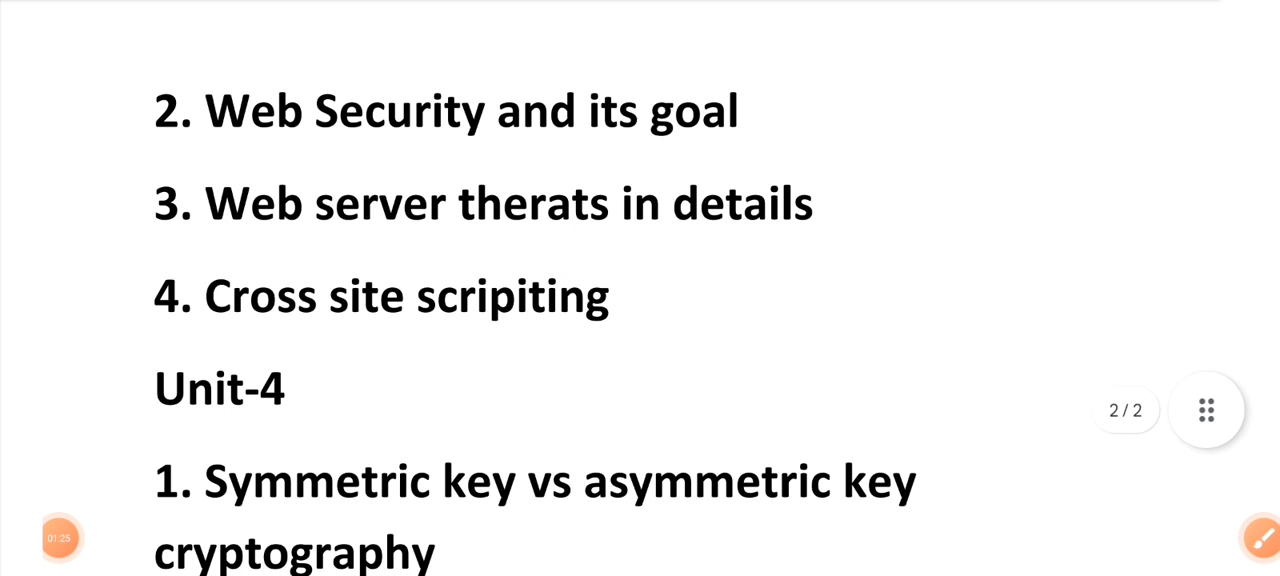 2. Web Security and its goal
3. Web server therats in details
4. Cross site scripiting
Unit-4
2 / 2
1. Symmetric key vs asymmetric key
cryptography
01:25